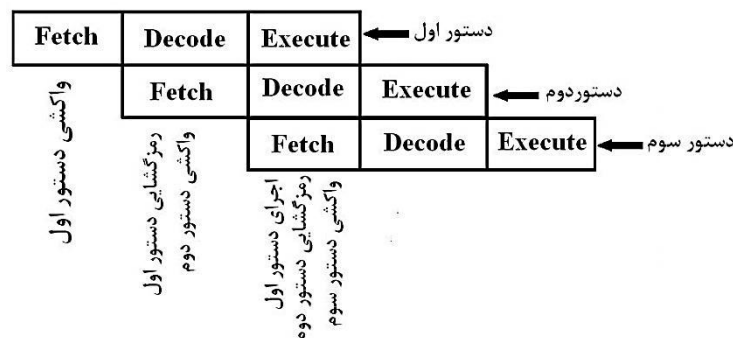 Fetch Decode Execute دستور اول
Fetch Decode Execute دستوردوم
Fetch Decode Execute دستور سوم
واکشی دستور اول
رمزگشایی دستور اول
واکشی دستور دوم
اجرای دستور اول
رمزگشایی دستور دوم
واکشی دستور سوم